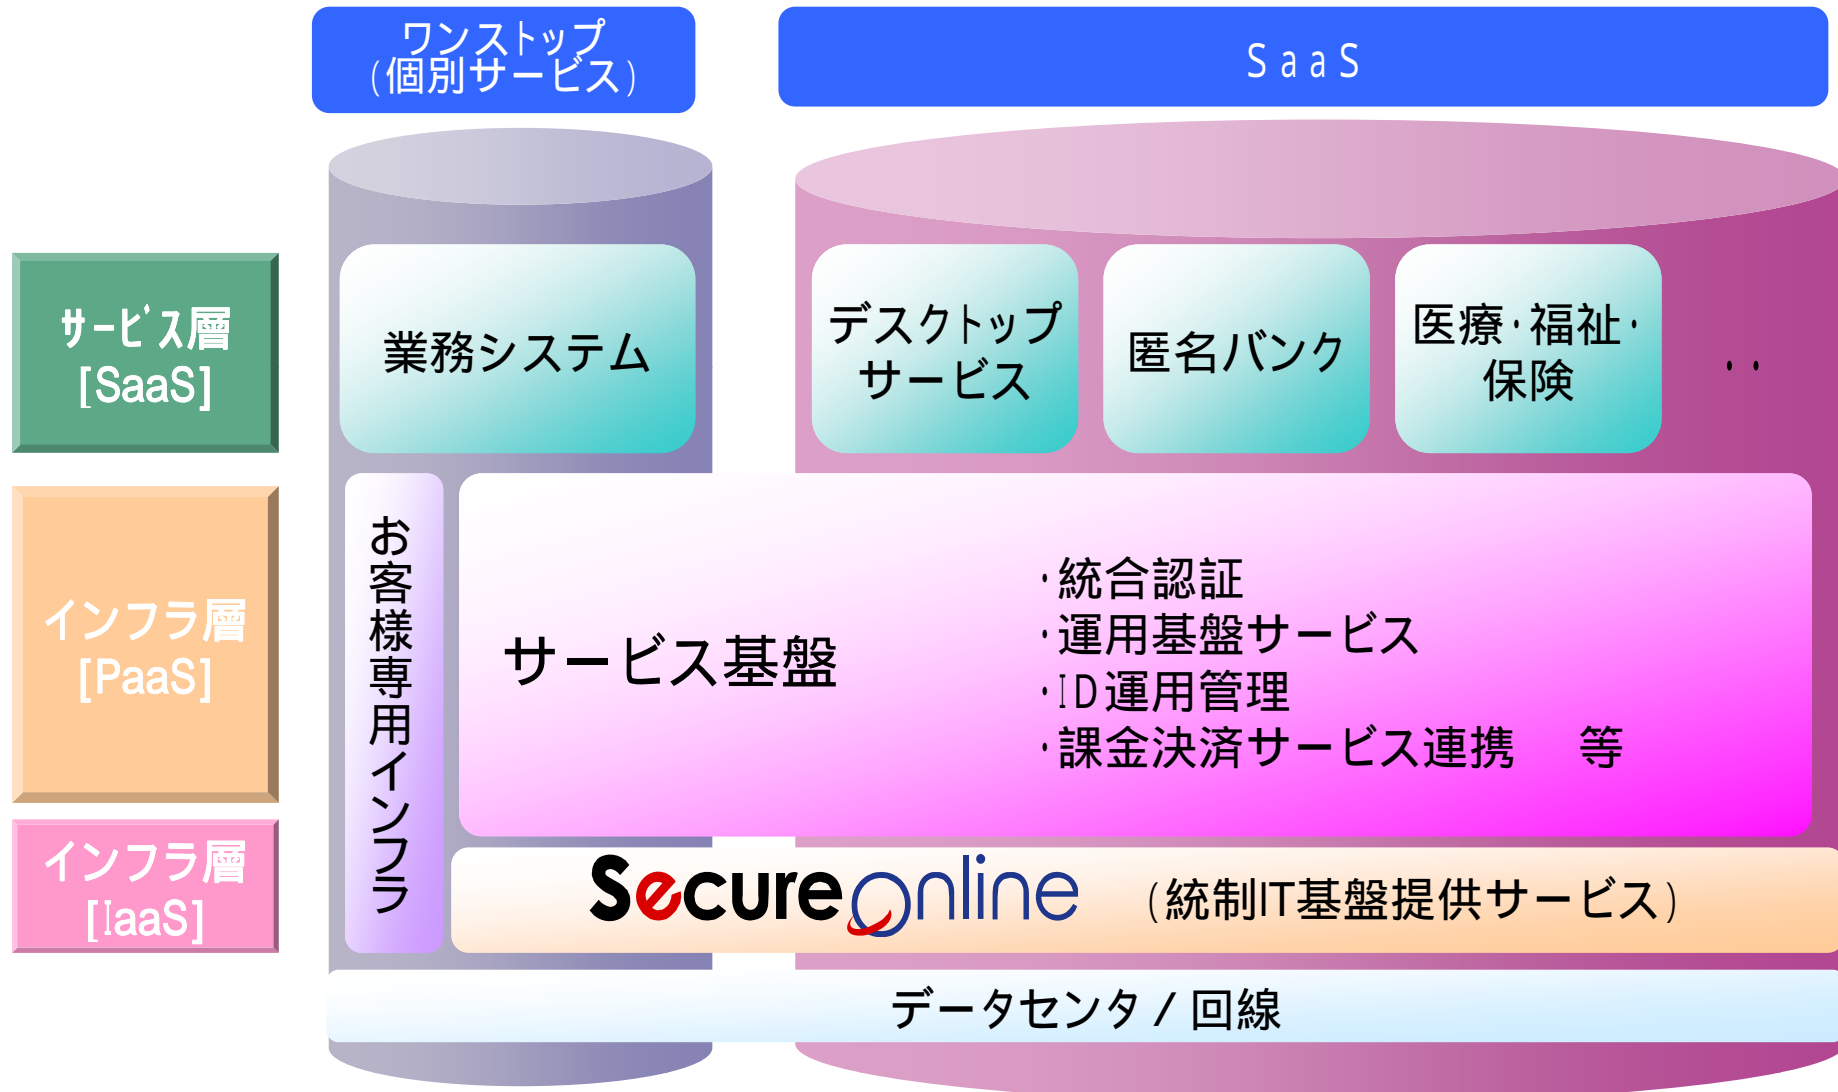 ワンストップ
(個別サービス)
SaaS
サービス層
[SaaS]
業務システム
デスクトップ
サービス
匿名バンク
医療・福祉・
保険
・・
インフラ層
[PaaS]
お客様専用インフラ
サービス基盤
・統合認証
・運用基盤サービス
・ID運用管理
・課金決済サービス連携 等
インフラ層
[IaaS]
Secureonline
(統制IT基盤提供サービス)
データセンタ/回線